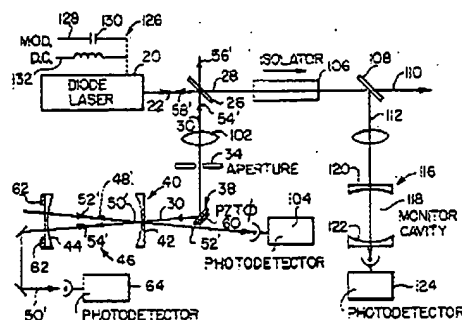 128 130 126
MOD.
D.C. 20
132
DIODE
LASER
22' 58'
56'
28
26
54'
30
ISOLATOR
106
108
110
112
102
34
APERTURE
40
38
PZTΦ
60
104
PHOTODETECTOR
62 52' 48' 50' 30
44 54' 42 52'
62 46
50'
64
PHOTODETECTOR
120 116
118
MONITOR
CAVITY
122
124
PHOTODETECTOR